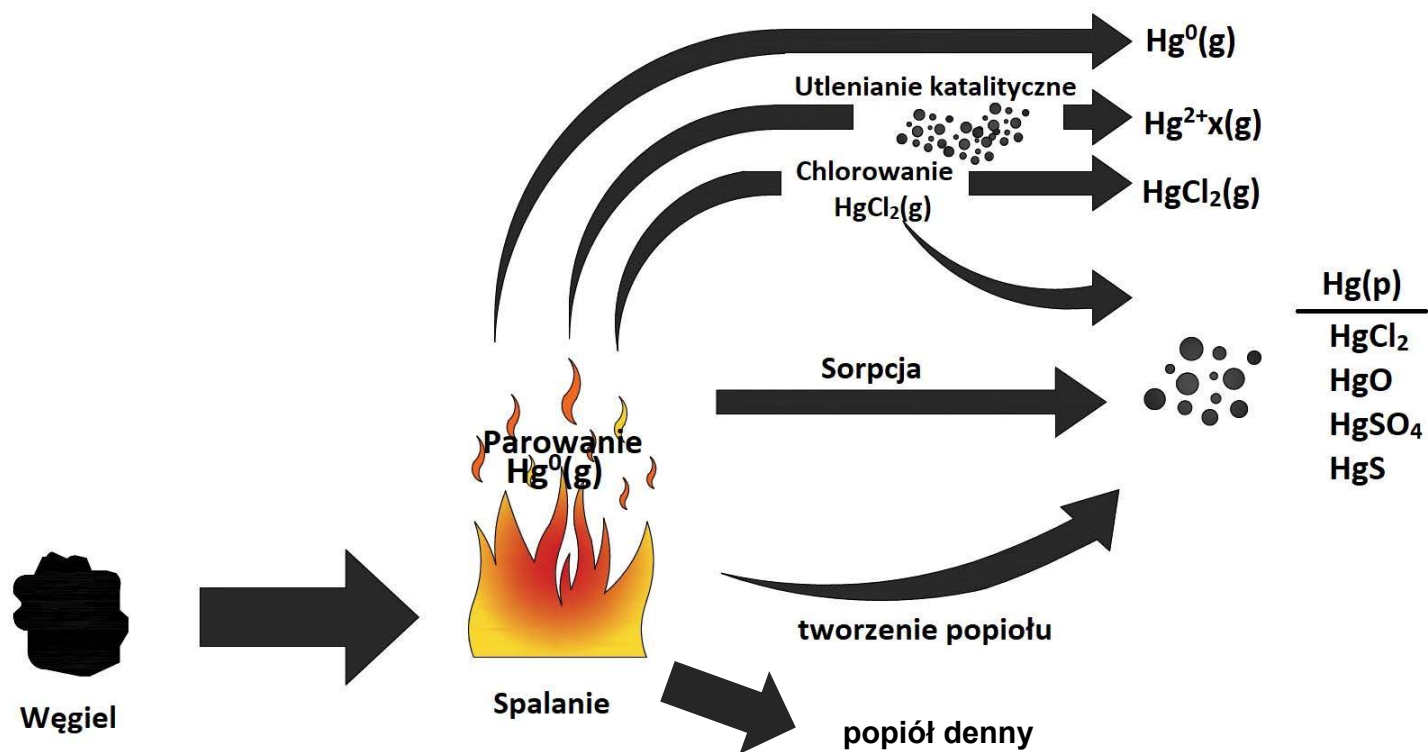 Hg⁰(g)
Utlenianie katalityczne
Hg²⁺x(g)
Chlorowanie
HgCl₂(g)
HgCl₂(g)
Hg(p)
HgCl₂
HgO
HgSO₄
HgS
Sorpcja
Parowanie
Hg⁰(g)
tworzenie popiołu
Węgiel
Spalanie
popiół denny